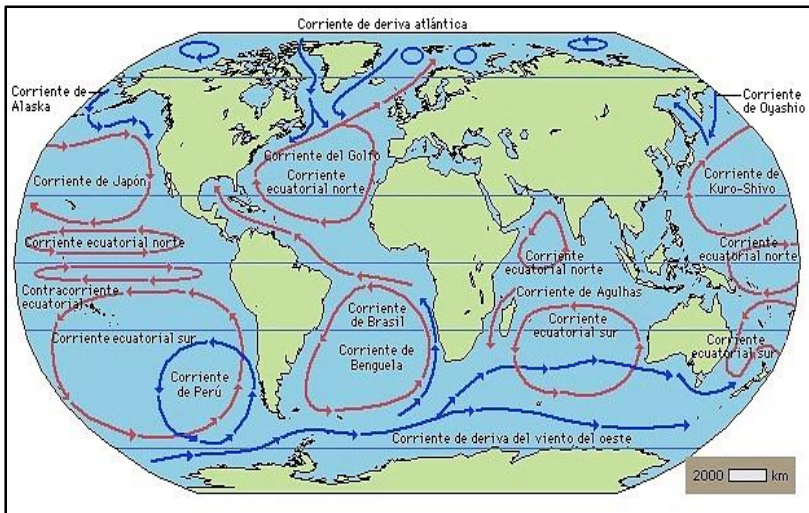 Corriente de deriva atlántica
Corriente de
Alaska
Corriente
de Oyashio
Corriente del Golfo
Corriente
ecuatorial norte
Corriente de Japón
Corriente de
Kuro-Shivo
Corriente ecuatorial norte
Corriente
ecuatorial norte
Corriente
ecuatorial norte
Contracorriente
ecuatorial
Corriente de Agulhas
Corriente
de Brasil
Corriente
ecuatorial sur
Corriente ecuatorial sur
Corriente de
Benguela
Corriente
ecuatorial sur
Corriente
de Perú
Corriente de deriva del viento del oeste
2000 km